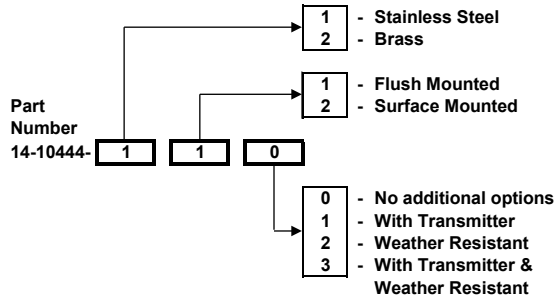 1 - Stainless Steel
2 - Brass
1 - Flush Mounted
2 - Surface Mounted
Part
Number
14-10444- 1 1 0
0 - No additional options
1 - With Transmitter
2 - Weather Resistant
3 - With Transmitter &
Weather Resistant